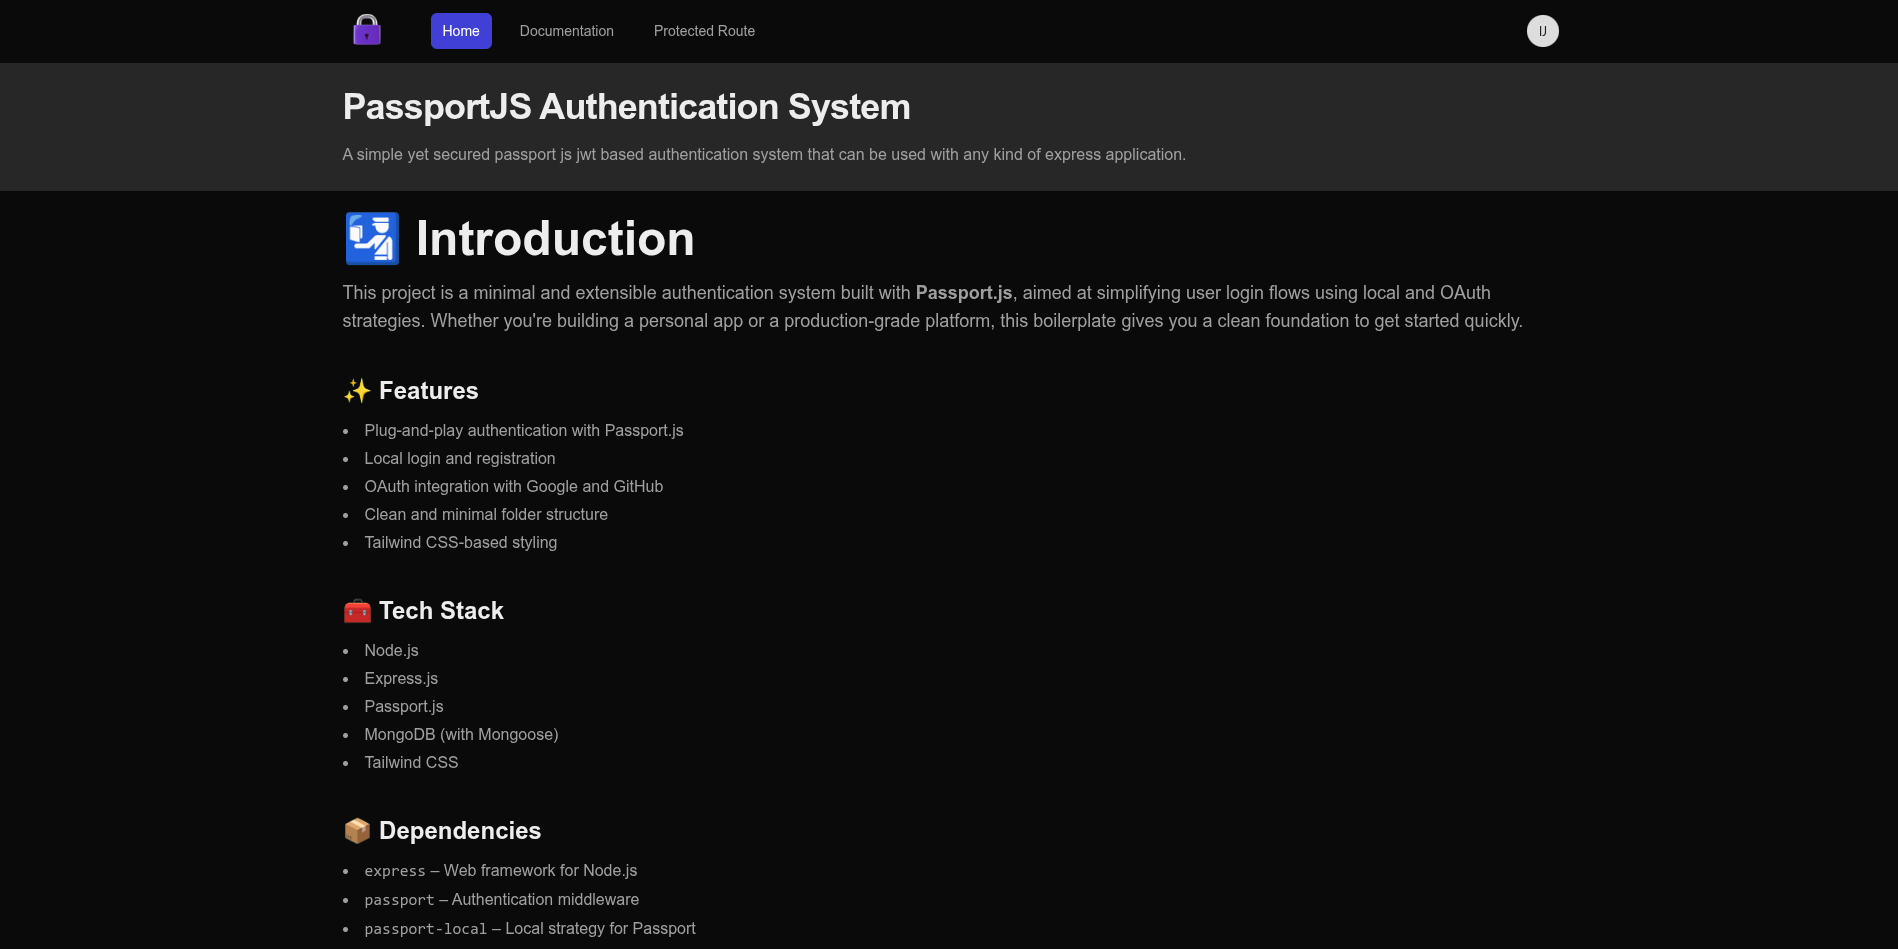 Home Documentation Protected Route IJ
PassportJS Authentication System
A simple yet secured passport js jwt based authentication system that can be used with any kind of express application.
🛂 Introduction
This project is a minimal and extensible authentication system built with Passport.js, aimed at simplifying user login flows using local and OAuth
strategies. Whether you're building a personal app or a production-grade platform, this boilerplate gives you a clean foundation to get started quickly.
✨ Features
• Plug-and-play authentication with Passport.js
• Local login and registration
• OAuth integration with Google and GitHub
• Clean and minimal folder structure
• Tailwind CSS-based styling
🧰 Tech Stack
• Node.js
• Express.js
• Passport.js
• MongoDB (with Mongoose)
• Tailwind CSS
📦 Dependencies
• express – Web framework for Node.js
• passport – Authentication middleware
• passport-local – Local strategy for Passport